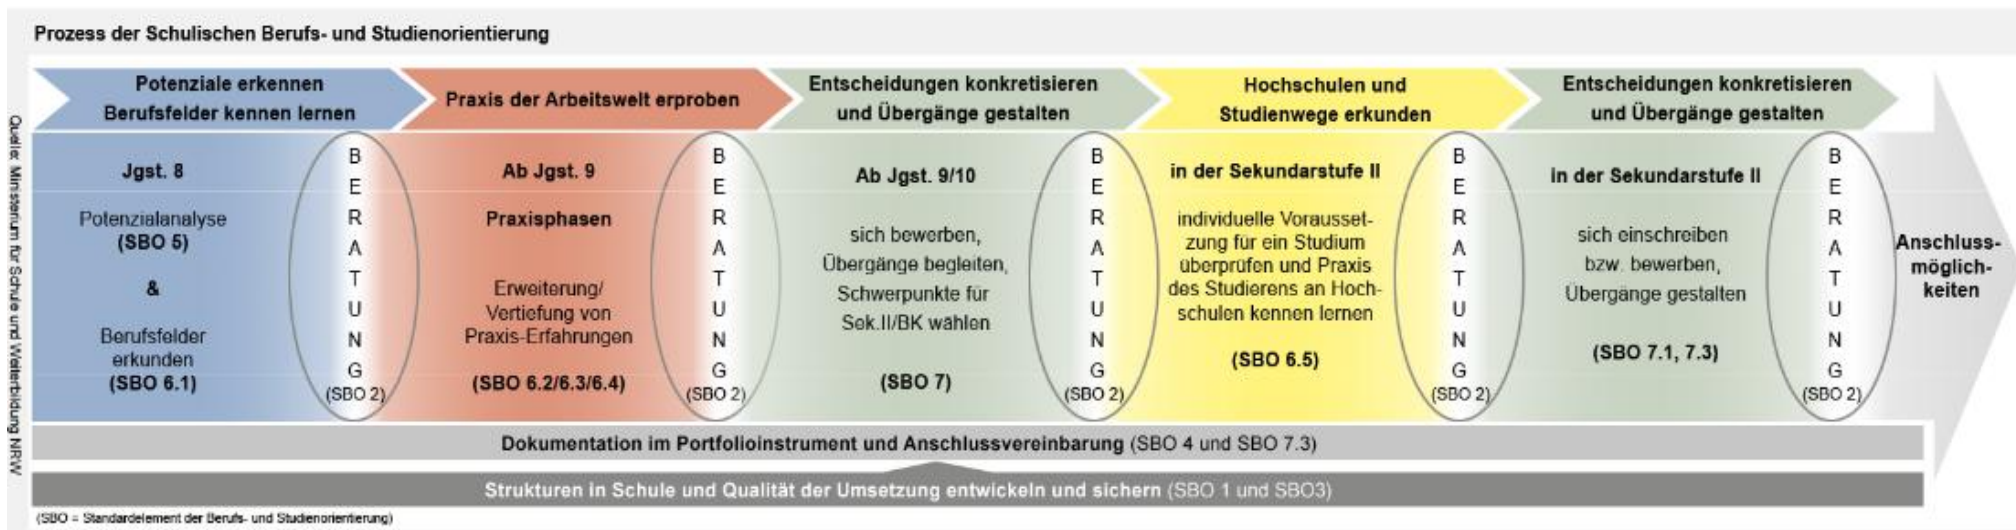 Prozess der Schulischen Berufs- und Studienorientierung
Potenziale erkennen
Berufsfelder kennen lernen
Praxis der Arbeitswelt erproben
Entscheidungen konkretisieren
und Übergänge gestalten
Hochschulen und
Studienwege erkunden
Entscheidungen konkretisieren
und Übergänge gestalten
Jgst. 8
Potenzialanalyse
(SBO 5)
&
Berufsfelder
erkunden
(SBO 6.1)
BERATUNG
(SBO 2)
Ab Jgst. 9
Praxisphasen
Erweiterung/
Vertiefung von
Praxis-Erfahrungen
(SBO 6.2/6.3/6.4)
BERATUNG
(SBO 2)
Ab Jgst. 9/10
sich bewerben,
Übergänge begleiten,
Schwerpunkte für
Sek.II/BK wählen
(SBO 7)
BERATUNG
(SBO 2)
in der Sekundarstufe II
individuelle Vorausset-
zung für ein Studium
überprüfen und Praxis
des Studierens an Hoch-
schulen kennen lernen
(SBO 6.5)
BERATUNG
(SBO 2)
in der Sekundarstufe II
sich einschreiben
bzw. bewerben,
Übergänge gestalten
(SBO 7.1, 7.3)
BERATUNG
(SBO 2)
Anschluss-
möglich-
keiten
Dokumentation im Portfolioinstrument und Anschlussvereinbarung (SBO 4 und SBO 7.3)
Strukturen in Schule und Qualität der Umsetzung entwickeln und sichern (SBO 1 und SBO3)
(SBO = Standardelement der Berufs- und Studienorientierung)
Quelle: Ministerium für Schule und Weiterbildung NRW